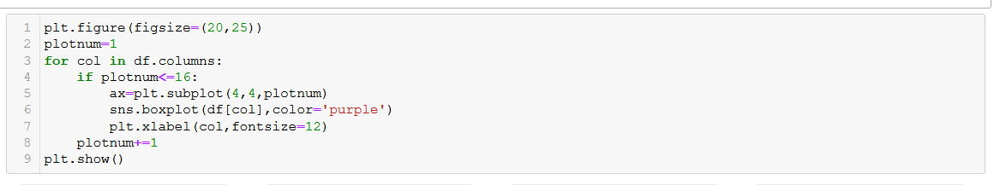 1 plt.figure(figsize=(20,25))
2 plotnum=1
3 for col in df.columns:
4     if plotnum<=16:
5         ax=plt.subplot(4,4,plotnum)
6         sns.boxplot(df[col],color='purple')
7         plt.xlabel(col,fontsize=12)
8     plotnum+=1
9 plt.show()